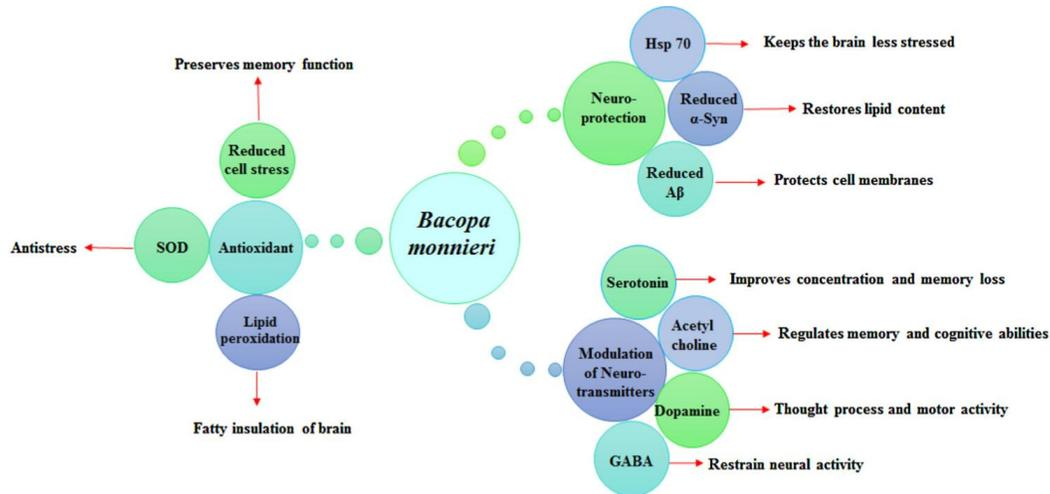 Preserves memory function
Reduced
cell stress
Antistress
SOD
Antioxidant
Lipid
peroxidation
Fatty insulation of brain
Bacopa
monnieri
Neuro-
protection
Hsp 70
Keeps the brain less stressed
Reduced
α-Syn
Restores lipid content
Reduced
Aβ
Protects cell membranes
Modulation
of Neuro-
transmitters
Serotonin
Improves concentration and memory loss
Acetyl
choline
Regulates memory and cognitive abilities
Dopamine
Thought process and motor activity
GABA
Restrain neural activity